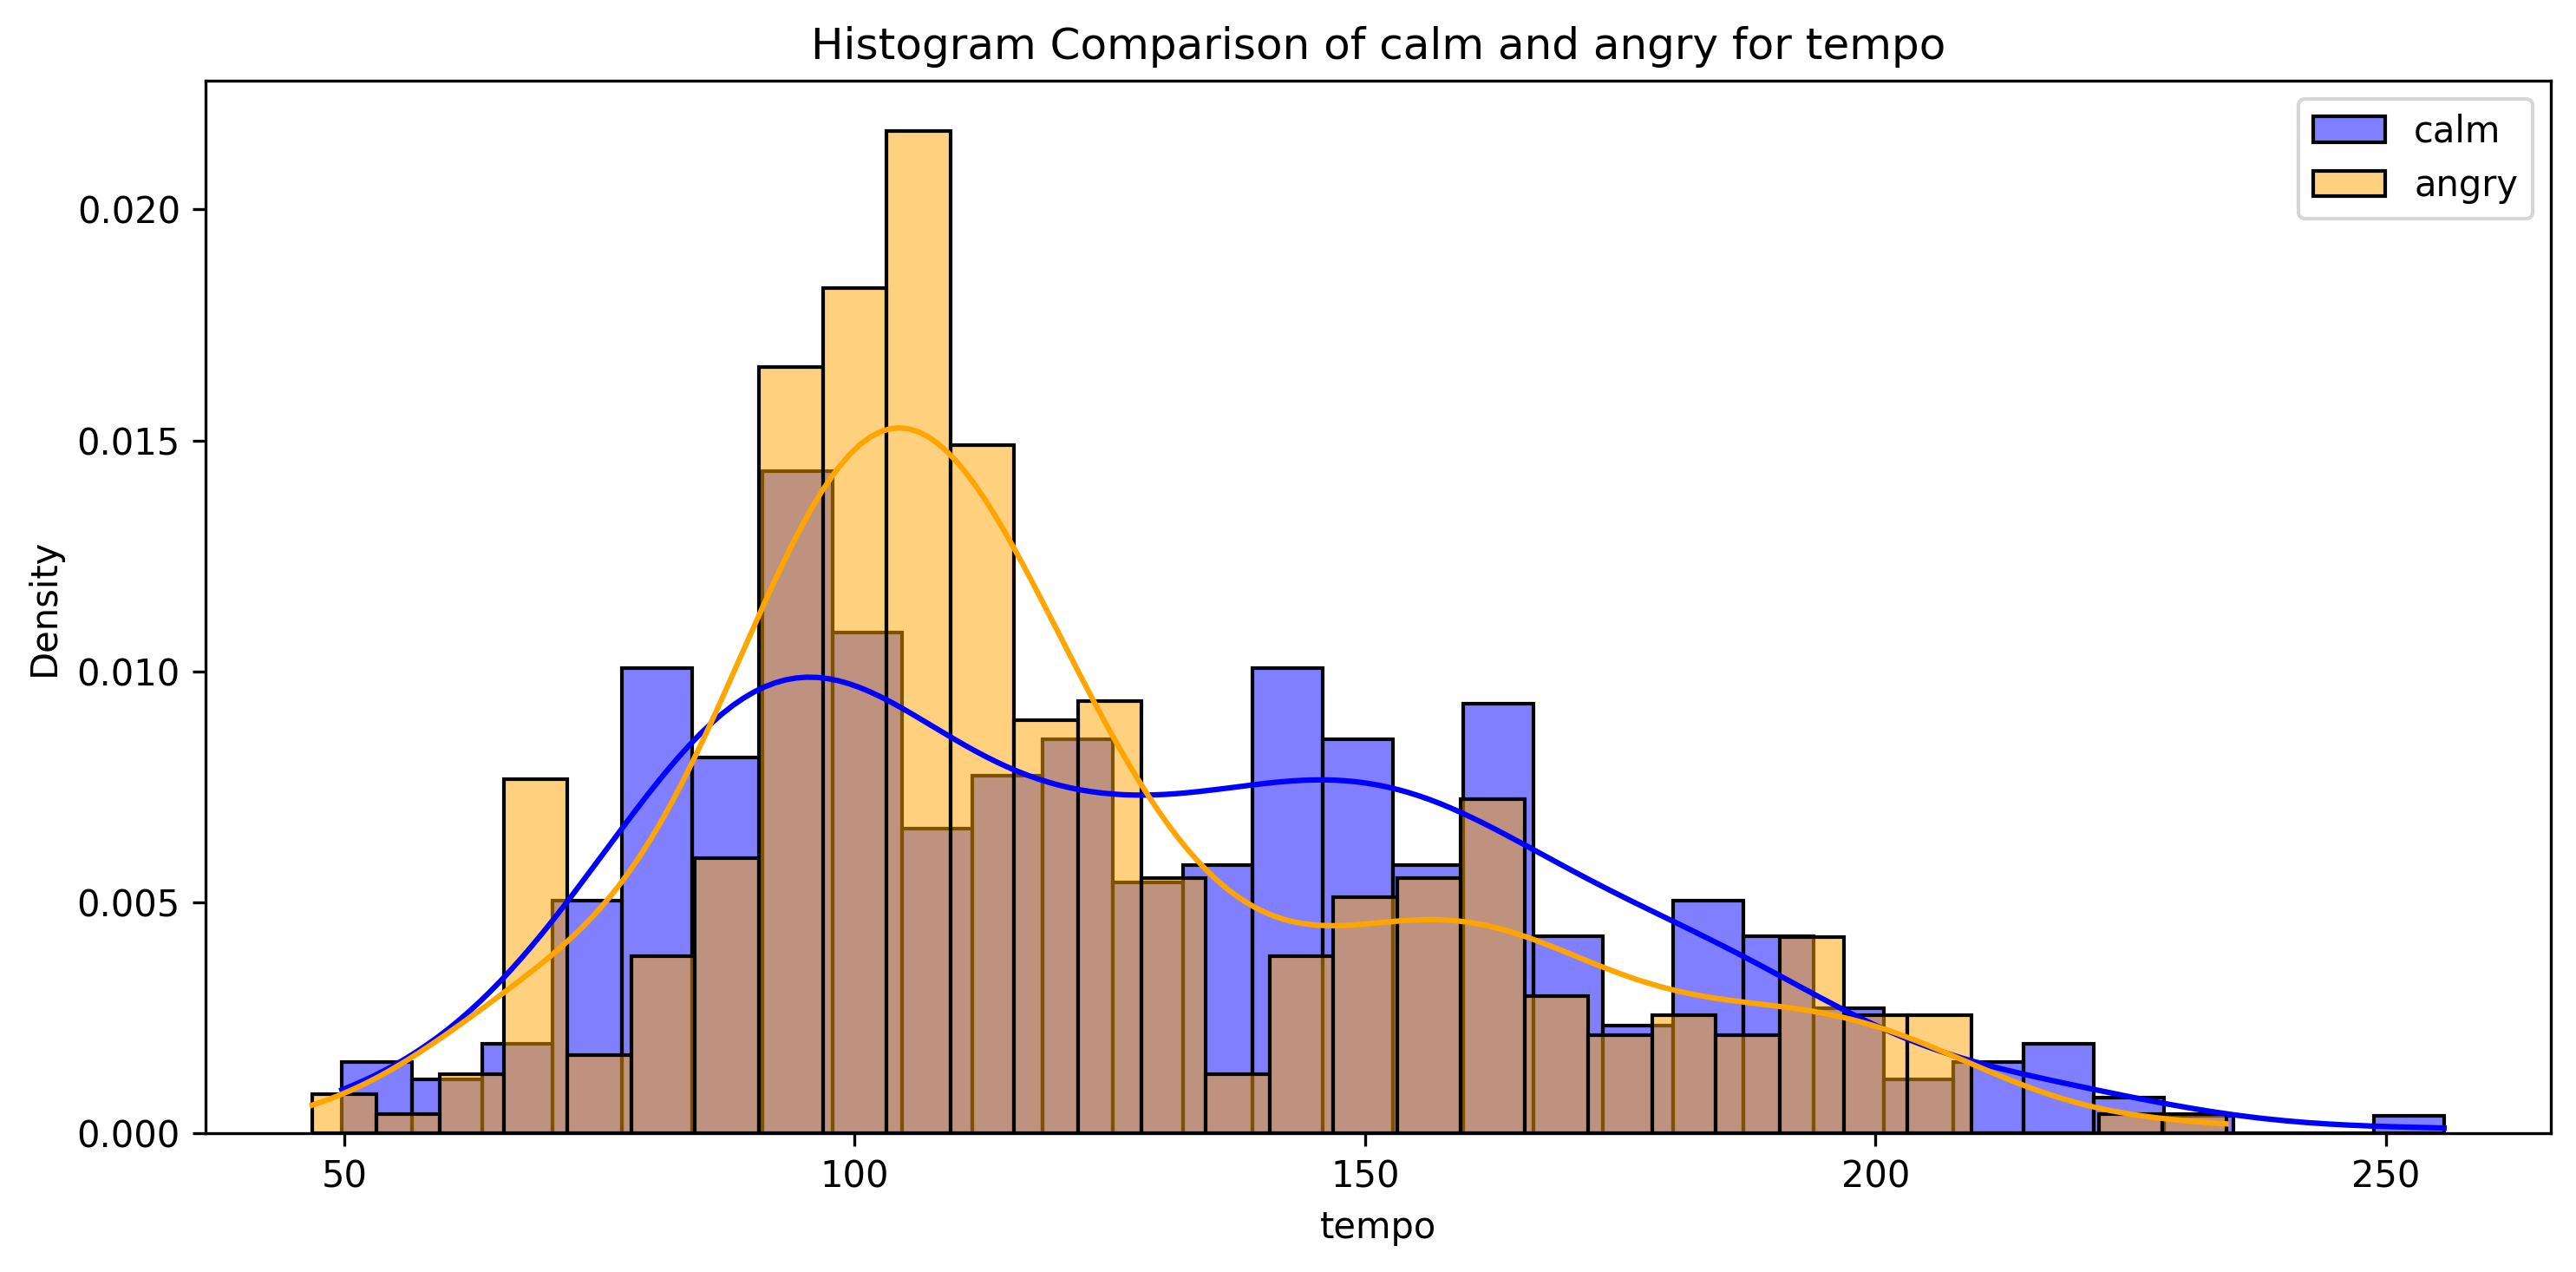 Histogram Comparison of calm and angry for tempo
calm
angry
Density
0.020
0.015
0.010
0.005
0.000
50 100 150 200 250
tempo